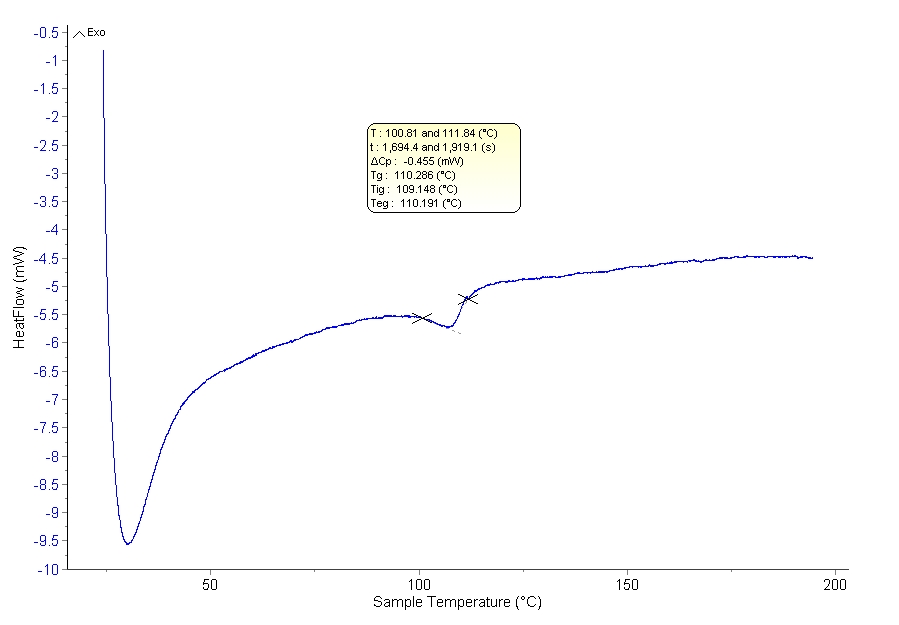 Exo
-0.5
-1
-1.5
-2
-2.5
-3
-3.5
-4
-4.5
-5
-5.5
-6
-6.5
-7
-7.5
-8
-8.5
-9
-9.5
-10
HeatFlow (mW)
T : 100.81 and 111.84 (°C)
t : 1,694.4 and 1,919.1 (s)
ΔCp : -0.455 (mW)
Tg : 110.286 (°C)
Tig : 109.148 (°C)
Teg : 110.191 (°C)
50 100 150 200
Sample Temperature (°C)